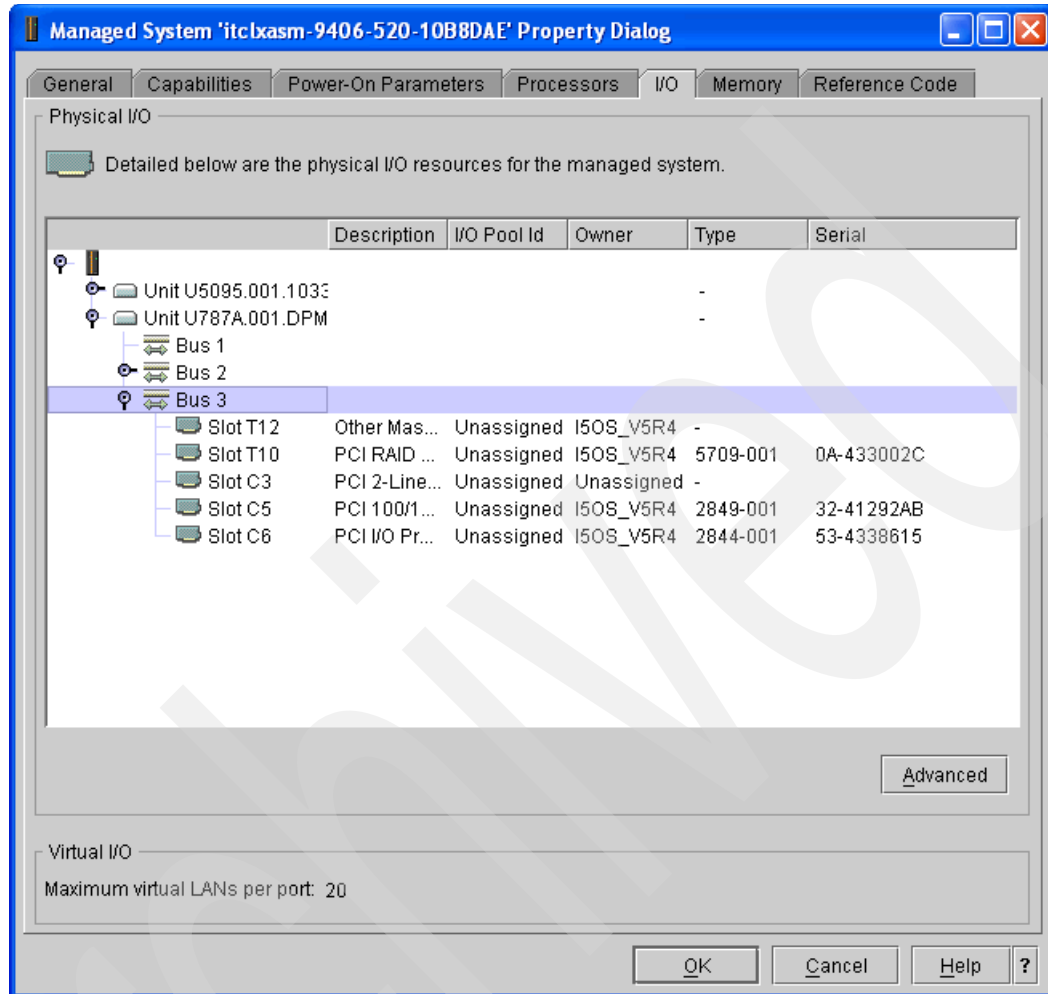 Managed System 'itclxasm-9406-520-10B8DAE' Property Dialog
General Capabilities Power-On Parameters Processors I/O Memory Reference Code
Physical I/O
Detailed below are the physical I/O resources for the managed system.
Description I/O Pool Id Owner Type Serial
Unit U5095.001.1033 -
Unit U787A.001.DPM -
Bus 1
Bus 2
Bus 3
Slot T12 Other Mas... Unassigned I5OS_V5R4 -
Slot T10 PCI RAID ... Unassigned I5OS_V5R4 5709-001 0A-433002C
Slot C3 PCI 2-Line... Unassigned Unassigned -
Slot C5 PCI 100/1... Unassigned I5OS_V5R4 2849-001 32-41292AB
Slot C6 PCI I/O Pr... Unassigned I5OS_V5R4 2844-001 53-4338615
Advanced
Virtual I/O
Maximum virtual LANs per port: 20
OK Cancel Help ?
rchived